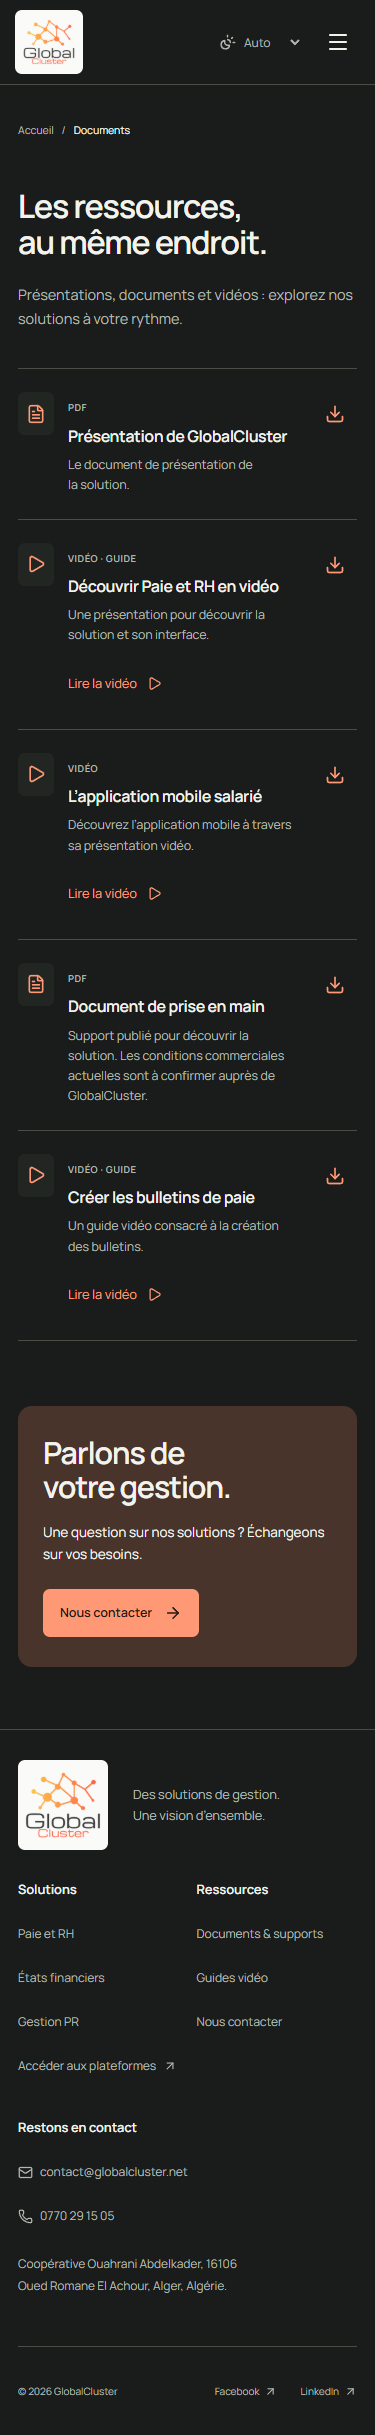 Global
Cluster
Auto
Accueil / Documents
Les ressources,
au même endroit.
Présentations, documents et vidéos : explorez nos
solutions à votre rythme.
PDF
Présentation de GlobalCluster
Le document de présentation de
la solution.
VIDÉO · GUIDE
Découvrir Paie et RH en vidéo
Une présentation pour découvrir la
solution et son interface.
Lire la vidéo
VIDÉO
L’application mobile salarié
Découvrez l’application mobile à travers
sa présentation vidéo.
Lire la vidéo
PDF
Document de prise en main
Support publié pour découvrir la
solution. Les conditions commerciales
actuelles sont à confirmer auprès de
GlobalCluster.
VIDÉO · GUIDE
Créer les bulletins de paie
Un guide vidéo consacré à la création
des bulletins.
Lire la vidéo
Parlons de
votre gestion.
Une question sur nos solutions ? Échangeons
sur vos besoins.
Nous contacter
Global
Cluster
Des solutions de gestion.
Une vision d’ensemble.
Solutions
Paie et RH
États financiers
Gestion PR
Accéder aux plateformes
Ressources
Documents & supports
Guides vidéo
Nous contacter
Restons en contact
contact@globalcluster.net
0770 29 15 05
Coopérative Ouahrani Abdelkader, 16106
Oued Romane El Achour, Alger, Algérie.
© 2026 GlobalCluster
Facebook
LinkedIn